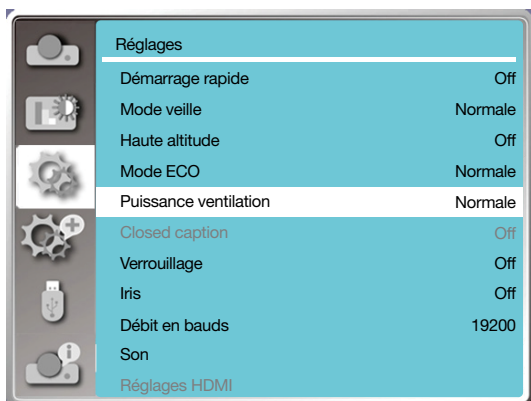 Réglages
Démarrage rapide Off
Mode veille Normale
Haute altitude Off
Mode ECO Normale
Puissance ventilation Normale
Closed caption Off
Verrouillage Off
Iris Off
Débit en bauds 19200
Son
Réglages HDMI